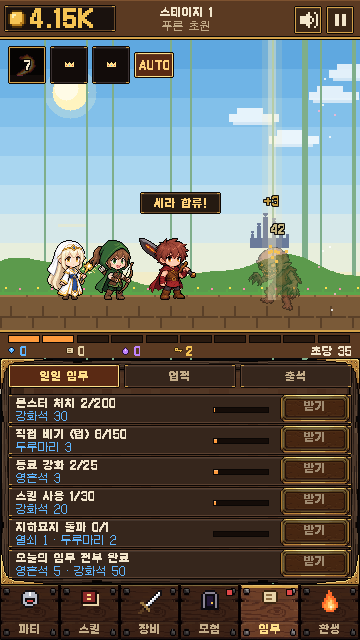 4.15K
스테이지 1
푸른 초원
7
AUTO
세라 합류!
+3
42
0
0
0
2
초당 35
일일 임무
업적
출석
몬스터 처치 2/200
강화석 30
받기
직접 베기 (탭) 6/150
두루마리 3
받기
동료 강화 2/25
영혼석 3
받기
스킬 사용 1/30
강화석 20
받기
지하묘지 돌파 0/1
열쇠 1 · 두루마리 2
받기
오늘의 임무 전부 완료
영혼석 5 · 강화석 50
받기
파티
스킬
장비
모험
임무
환생